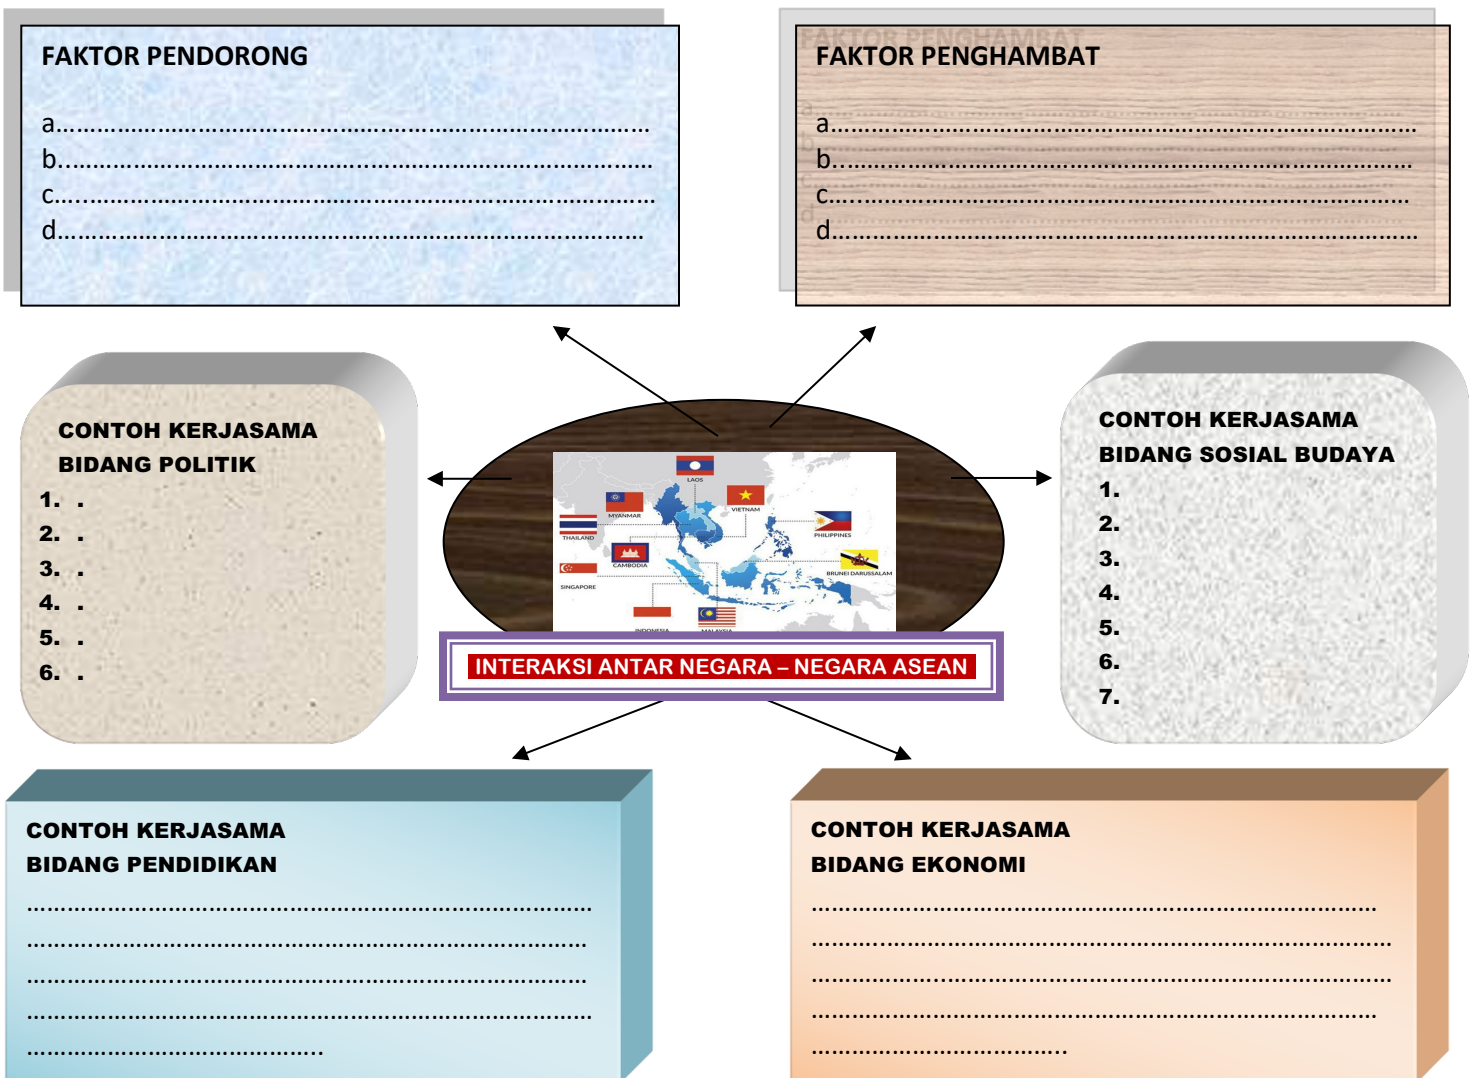 FAKTOR PENDORONG
a……………………………………………………………………………
b……………………………………………………………………………
c……………………………………………………………………………
d……………………………………………………………………………
FAKTOR PENGHAMBAT
a……………………………………………………………………………
b……………………………………………………………………………
c……………………………………………………………………………
d……………………………………………………………………………
CONTOH KERJASAMA
BIDANG POLITIK
1. .
2. .
3. .
4. .
5. .
6. .
LAOS
MYANMAR
VIETNAM
THAILAND
PHILIPPINES
CAMBODIA
BRUNEI DARUSSALAM
SINGAPORE
INDONESIA
MALAYSIA
INTERAKSI ANTAR NEGARA – NEGARA ASEAN
CONTOH KERJASAMA
BIDANG SOSIAL BUDAYA
1.
2.
3.
4.
5.
6.
7.
CONTOH KERJASAMA
BIDANG PENDIDIKAN
…………………………………………………………………………
…………………………………………………………………………
…………………………………………………………………………
…………………………………………………………………………
……………………………………..
CONTOH KERJASAMA
BIDANG EKONOMI
…………………………………………………………………………
…………………………………………………………………………
…………………………………………………………………………
…………………………………………………………………………
………………………………..